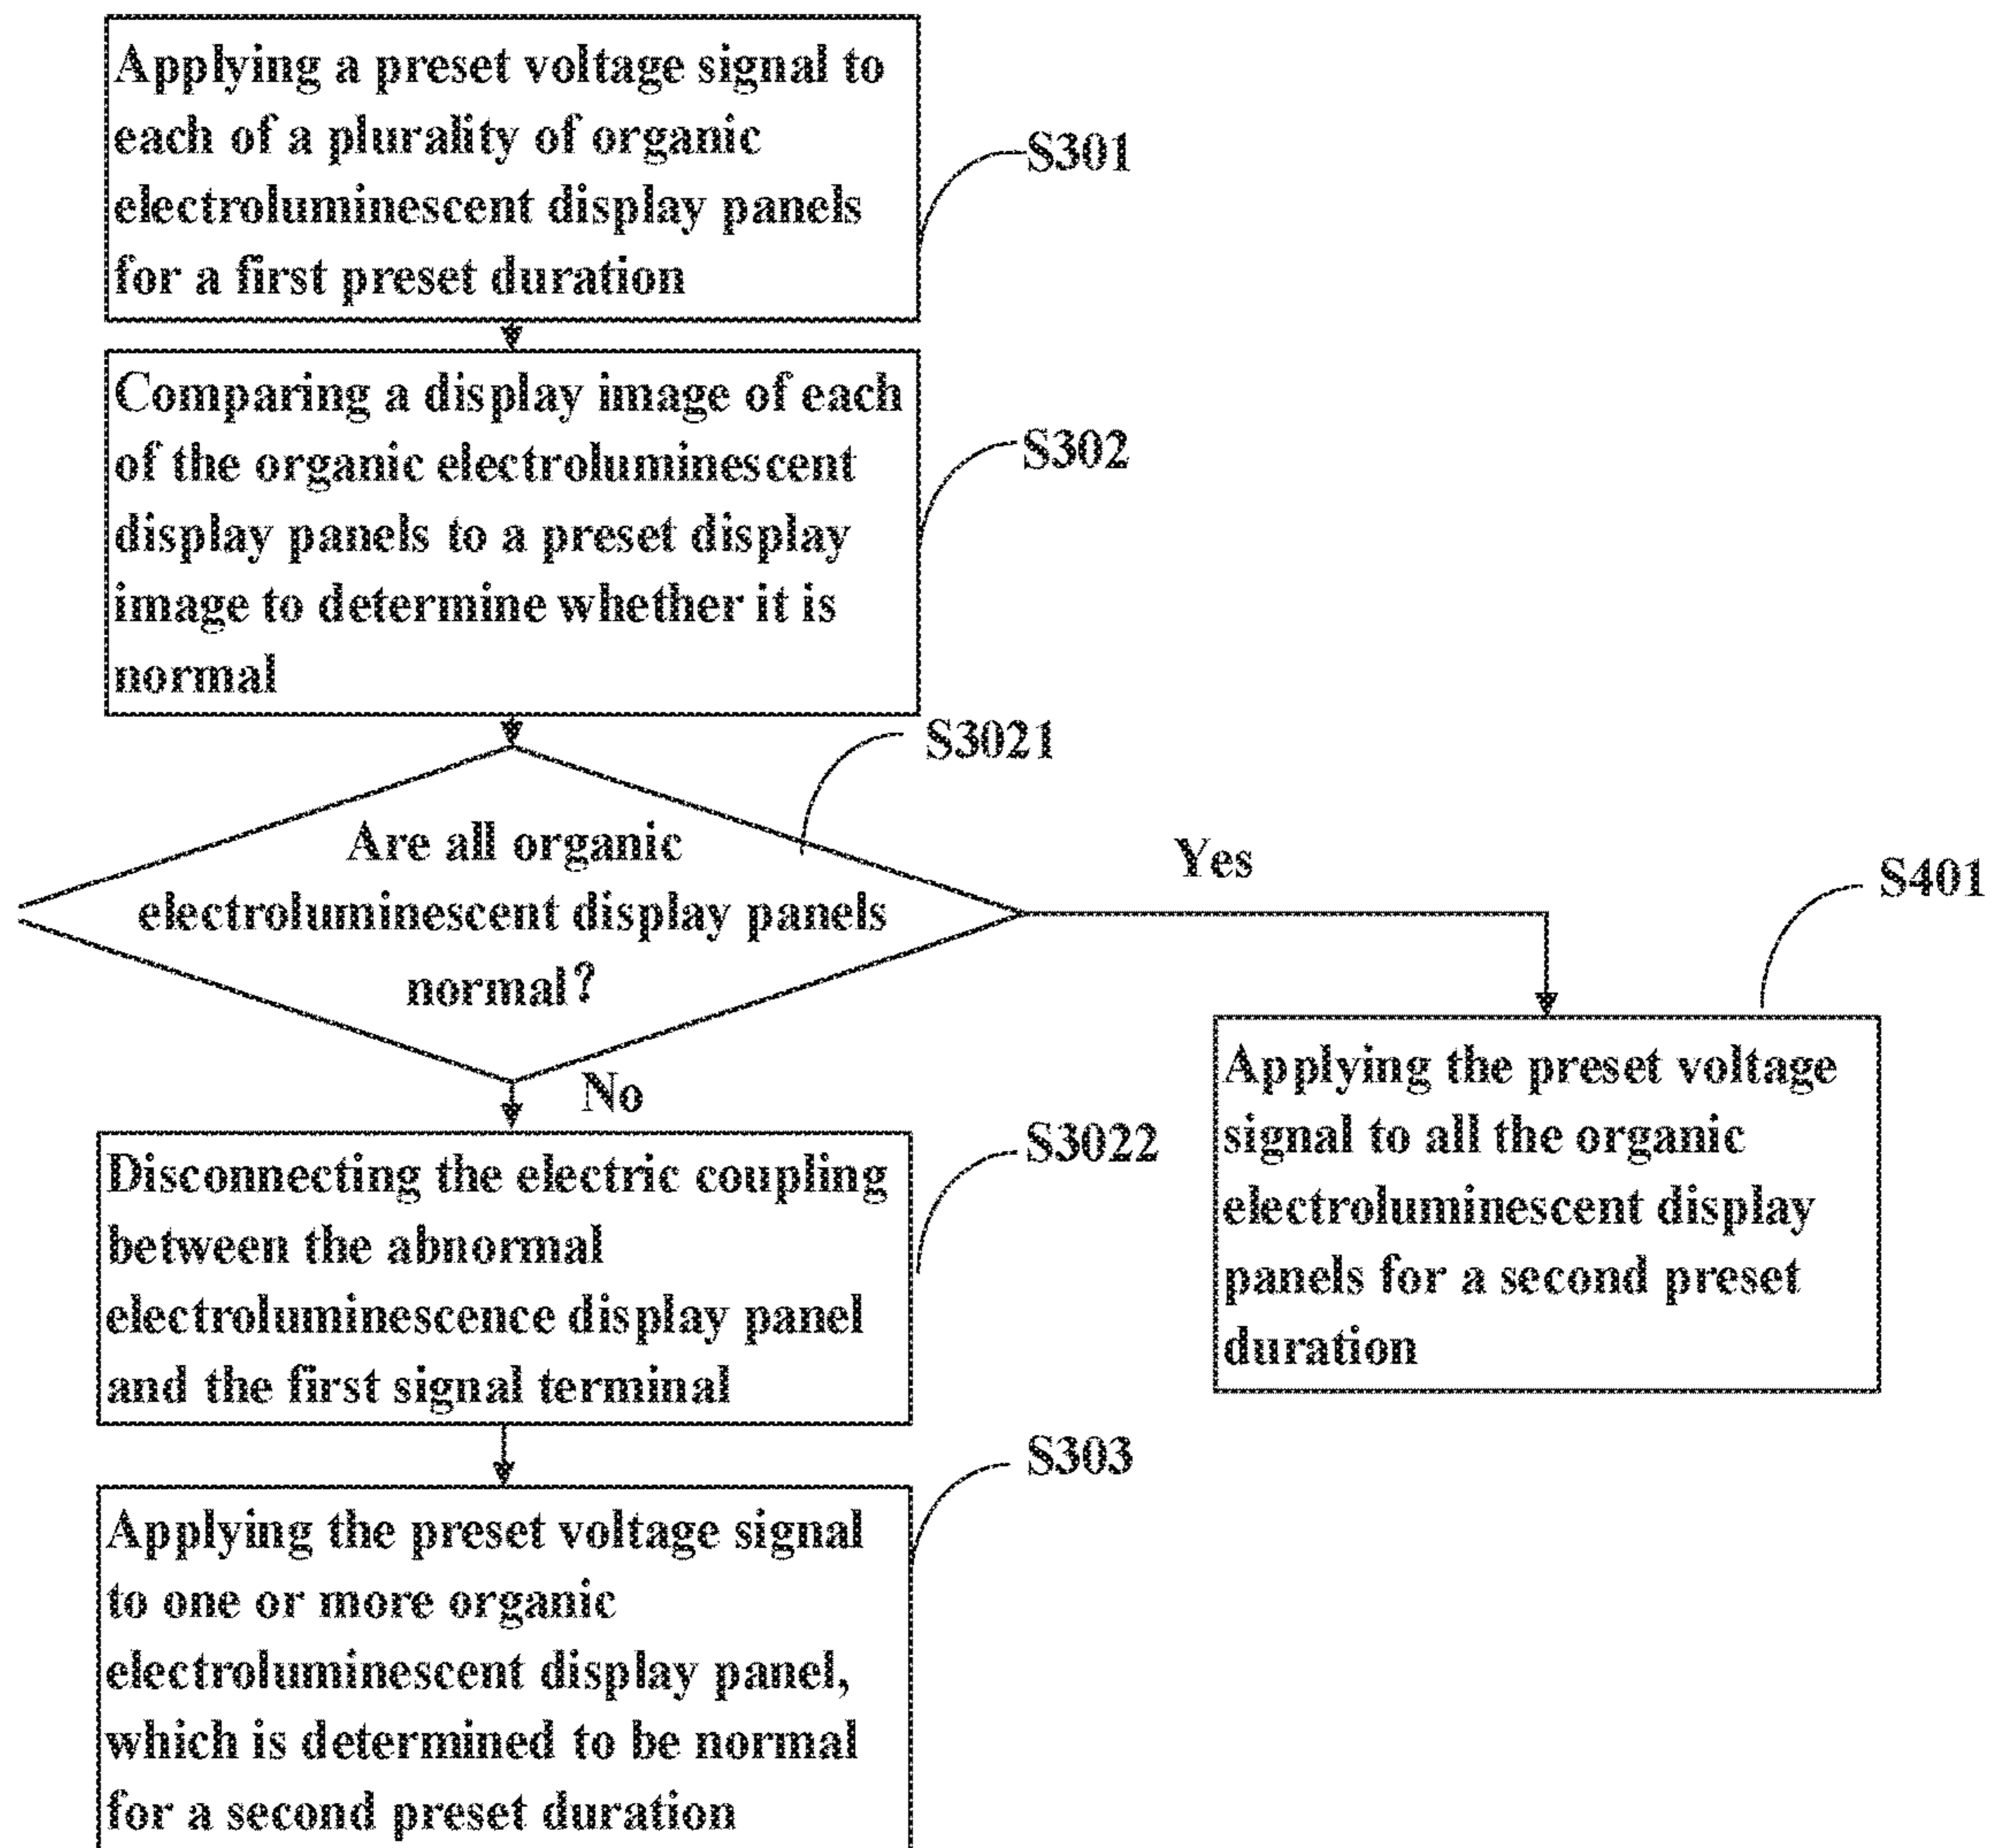 Applying a preset voltage signal to
each of a plurality of organic
electroluminescent display panels
for a first preset duration
S301
Comparing a display image of each
of the organic electroluminescent
display panels to a preset display
image to determine whether it is
normal
S302
S3021
Are all organic
electroluminescent display panels
normal?
Yes
S401
No
Applying the preset voltage
signal to all the organic
electroluminescent display
panels for a second preset
duration
Disconnecting the electric coupling
between the abnormal
electroluminescence display panel
and the first signal terminal
S3022
S303
Applying the preset voltage signal
to one or more organic
electroluminescent display panel,
which is determined to be normal
for a second preset duration